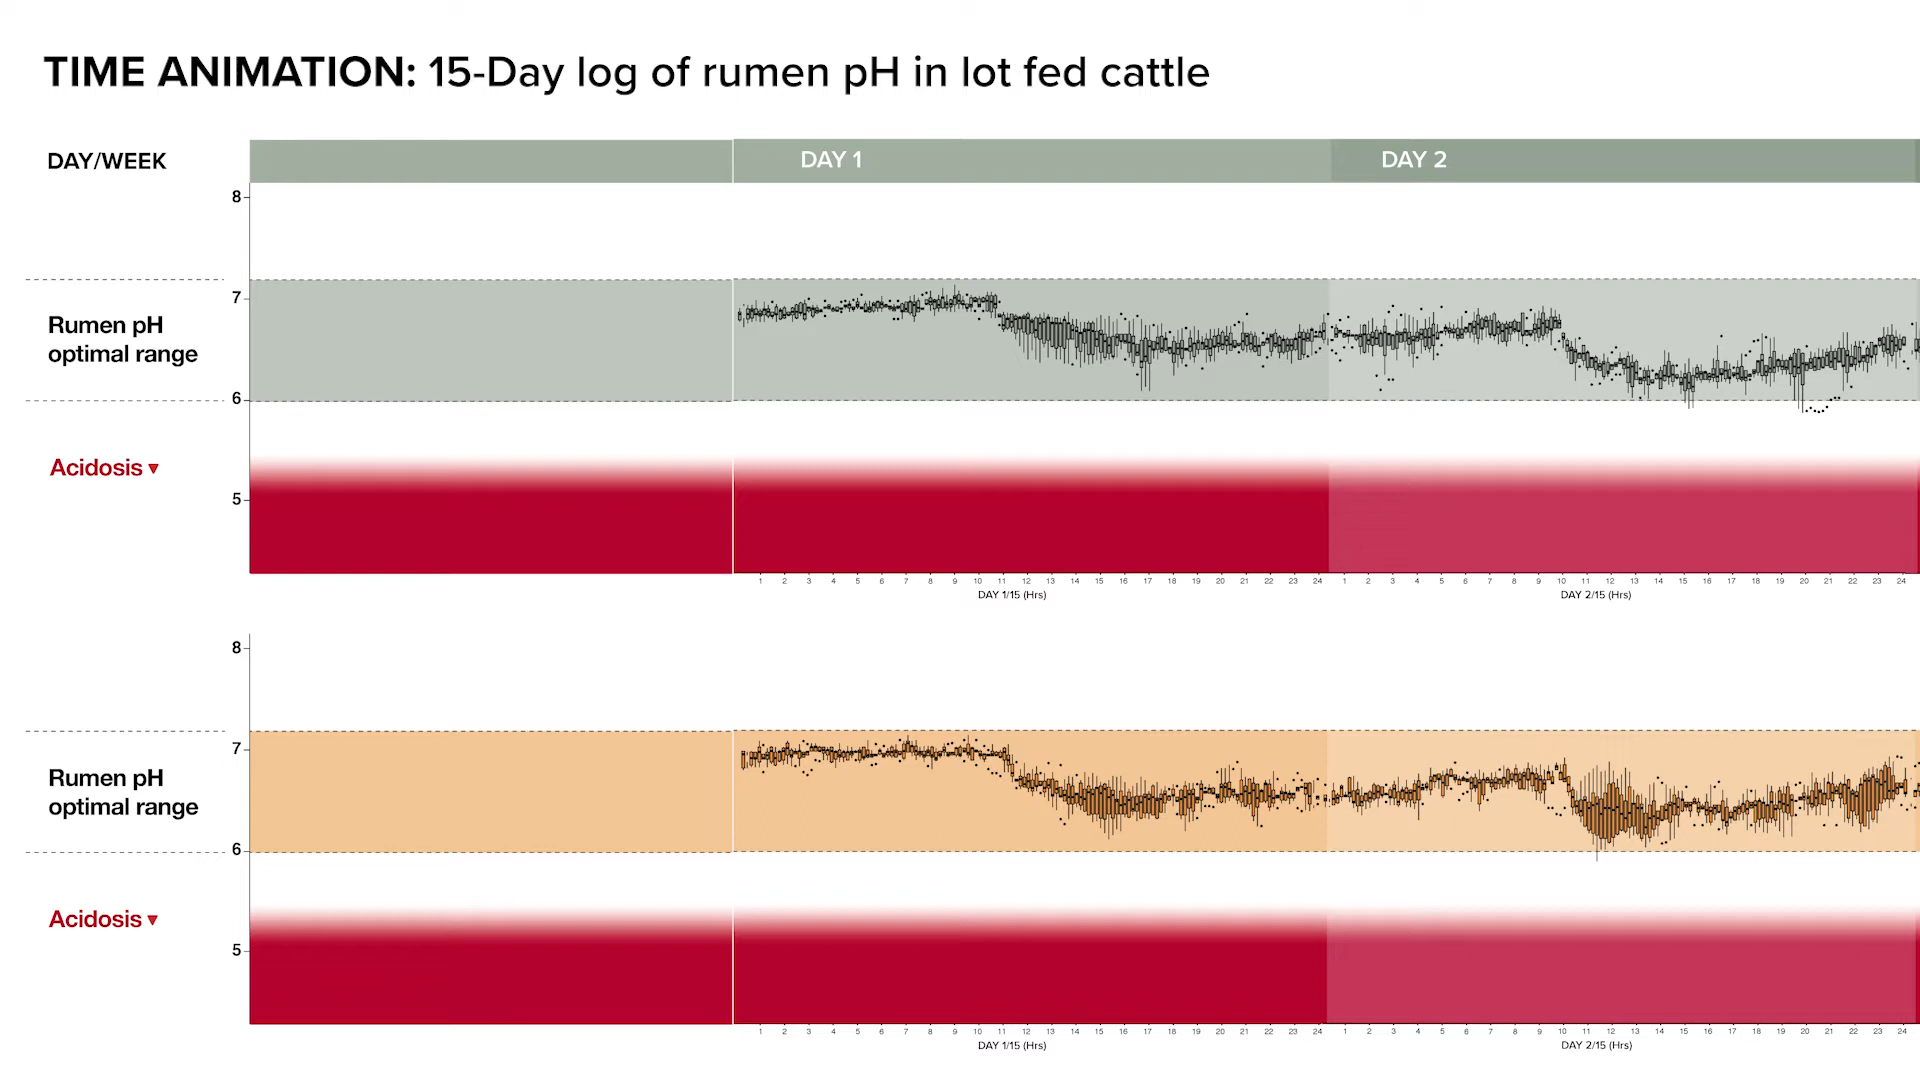 TIME ANIMATION: 15-Day log of rumen pH in lot fed cattle
DAY/WEEK
DAY 1
DAY 2
8
7
Rumen pH
optimal range
6
Acidosis ▼
5
1 2 3 4 5 6 7 8 9 10 11 12 13 14 15 16 17 18 19 20 21 22 23 24 1 2 3 4 5 6 7 8 9 10 11 12 13 14 15 16 17 18 19 20 21 22 23 24
DAY 1/15 (Hrs)
DAY 2/15 (Hrs)
8
7
Rumen pH
optimal range
6
Acidosis ▼
5
1 2 3 4 5 6 7 8 9 10 11 12 13 14 15 16 17 18 19 20 21 22 23 24 1 2 3 4 5 6 7 8 9 10 11 12 13 14 15 16 17 18 19 20 21 22 23 24
DAY 1/15 (Hrs)
DAY 2/15 (Hrs)